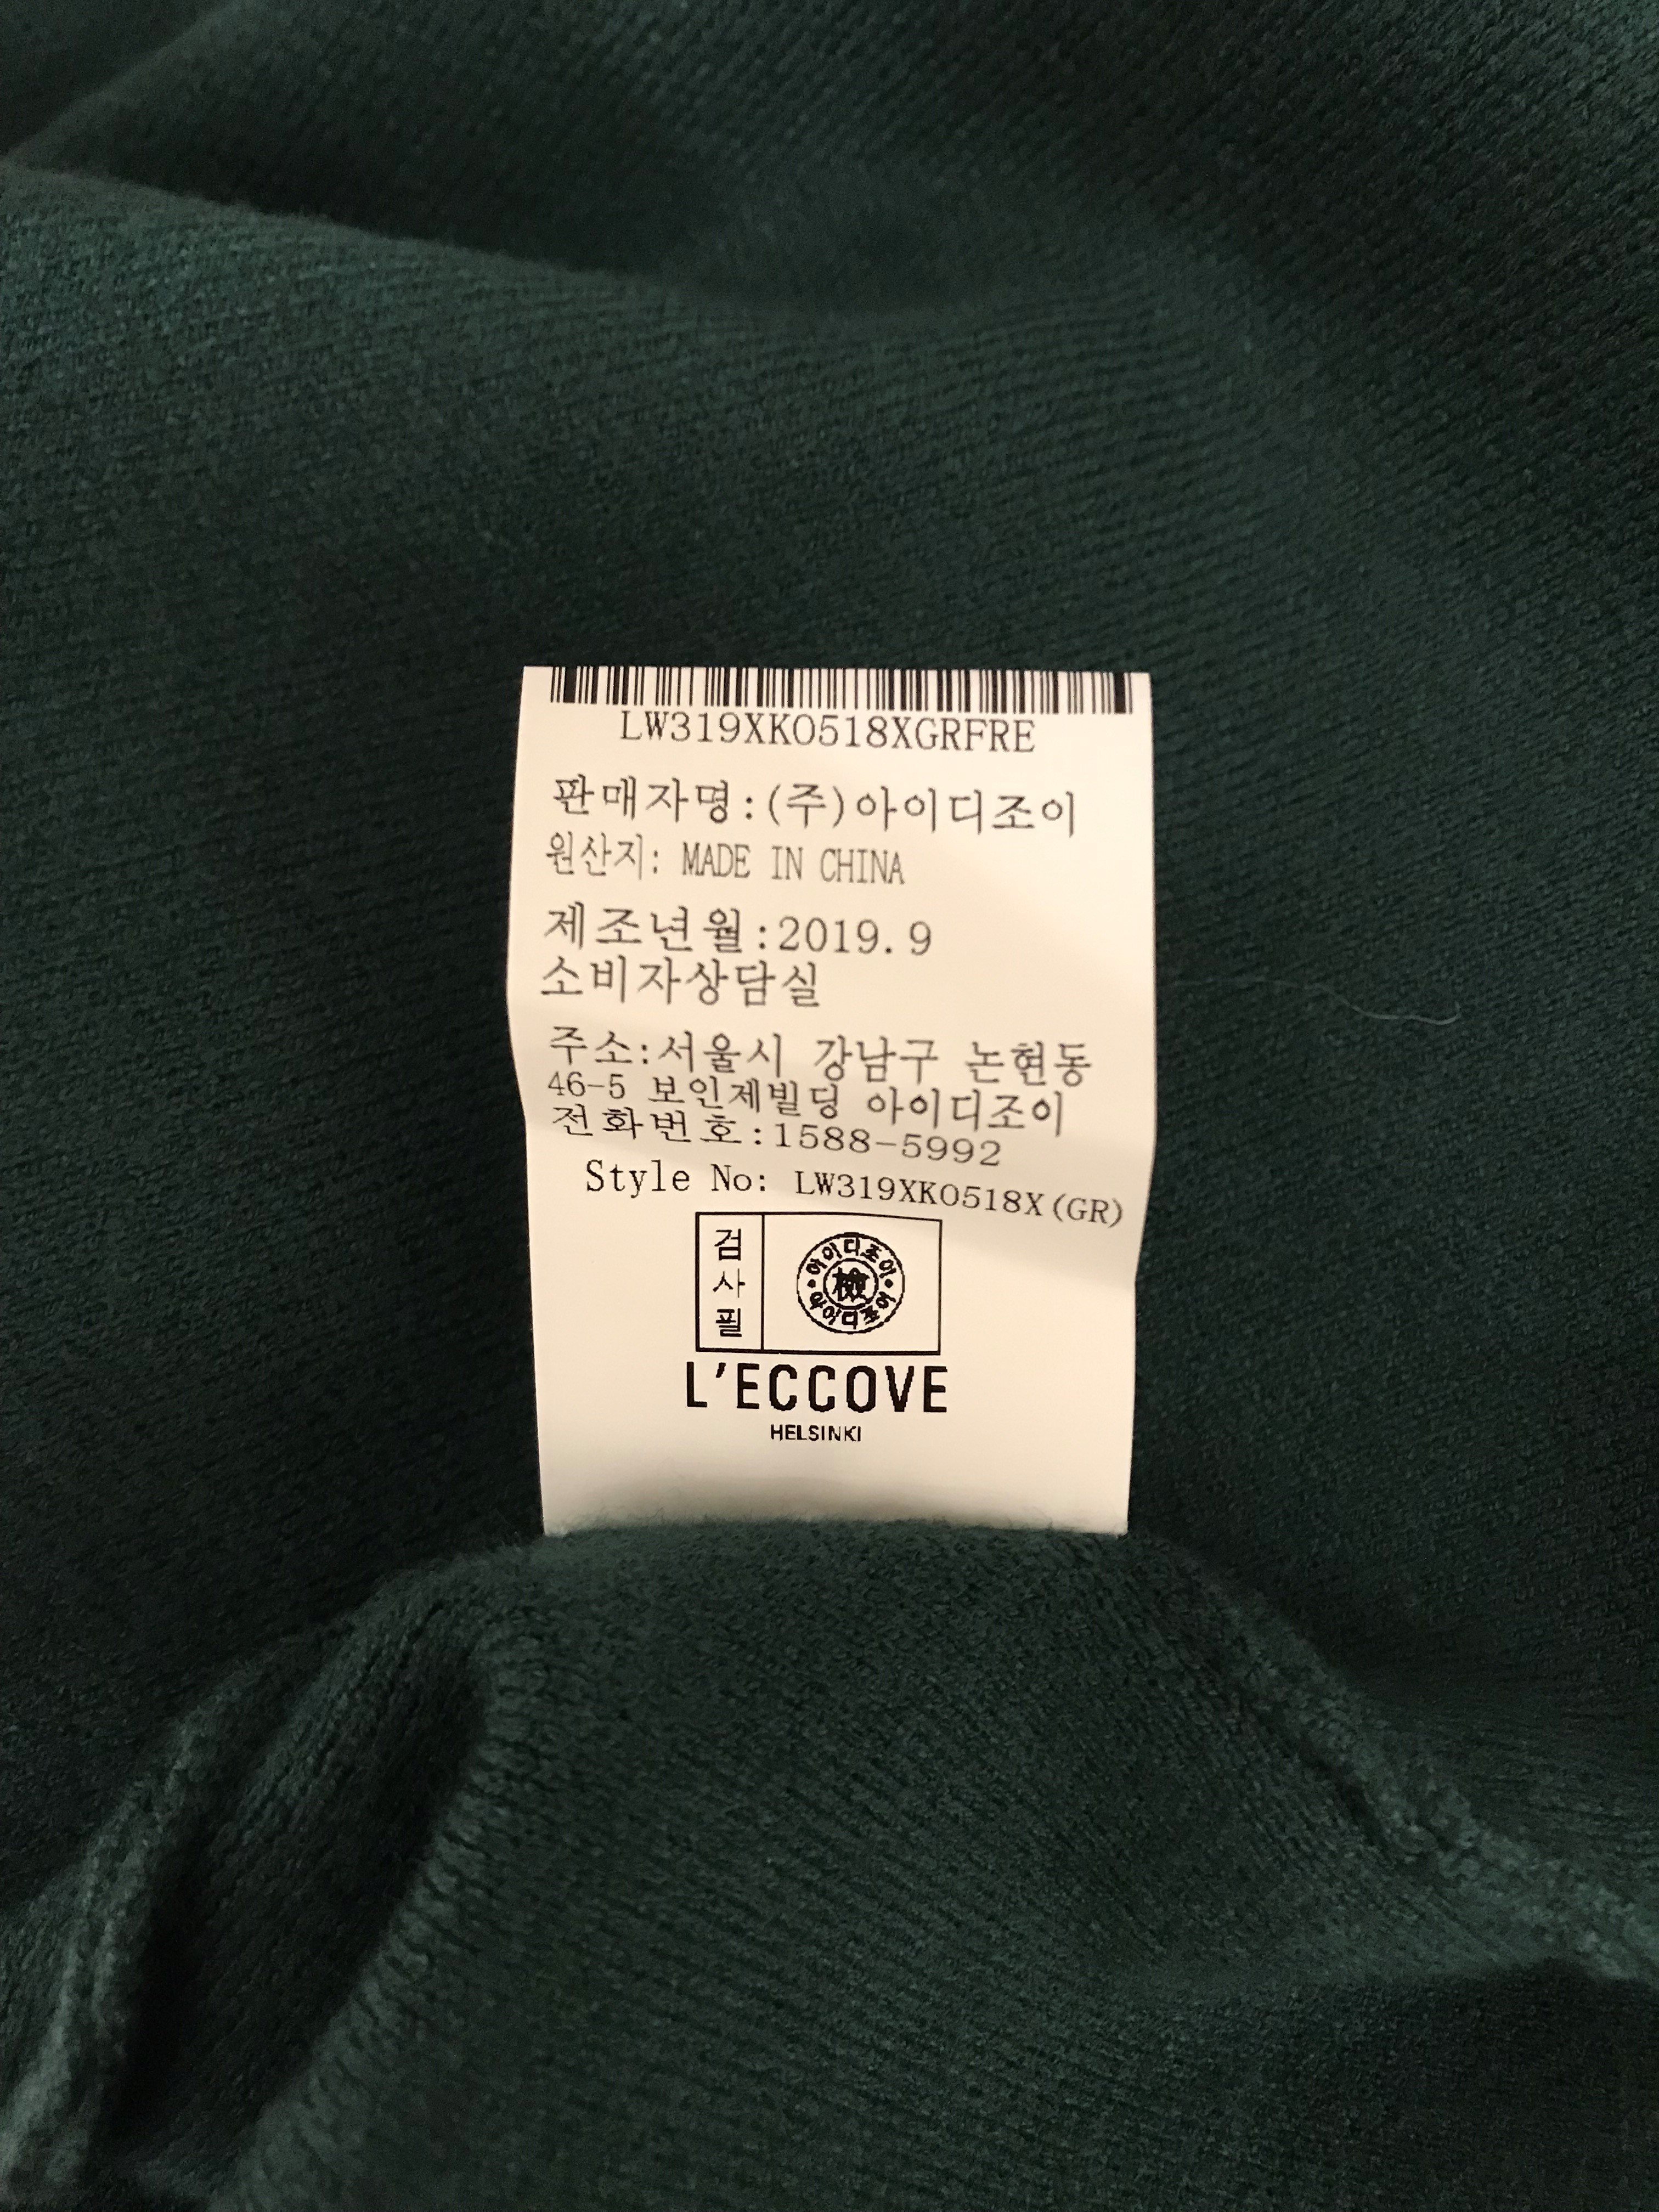 LW319XKO518XGRFRE
판매자명:(주)아이디조이
원산지: MADE IN CHINA
제조년월:2019.9
소비자상담실
주소:서울시 강남구 논현동
46-5 보인제빌딩 아이디조이
전화번호:1588-5992
Style No: LW319XKO518X(GR)
검
사
필
아이디조이
檢
아이디조이
L'ECCOVE
HELSINKI